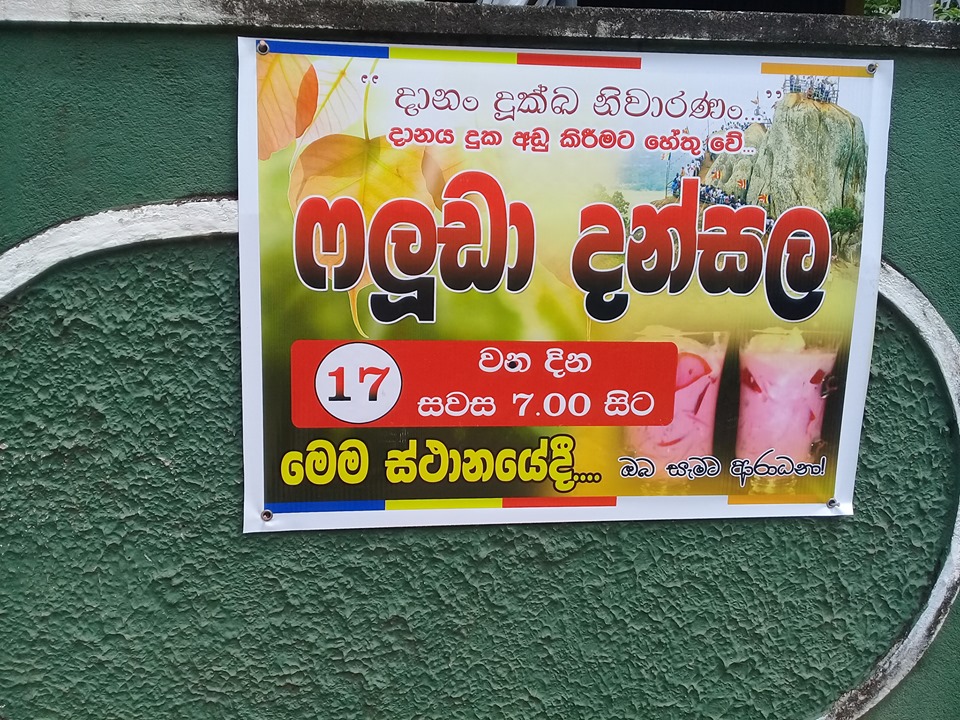 “ දානං දුක්ඛ නිවාරණං...”
දානය දුක අඩු කිරීමට හේතු වේ...
ෆලූඩා දන්සල
17 වන දින
සවස 7.00 සිට
මෙම ස්ථානයේදී....
ඔබ සැමට ආරාධනා!